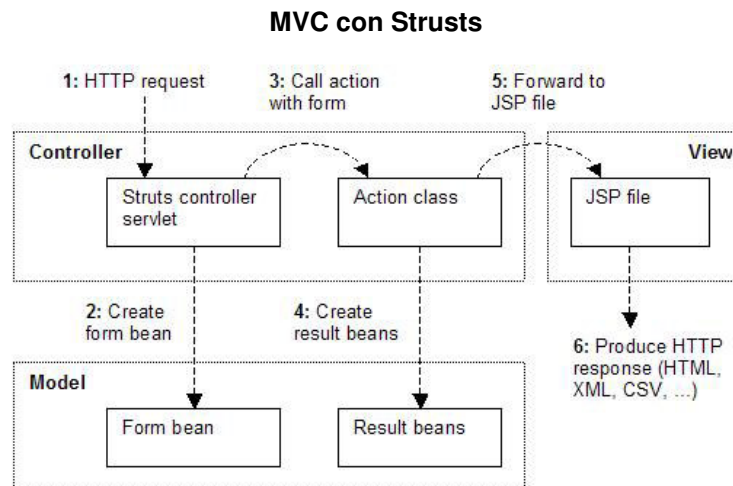 MVC con Strusts
1: HTTP request
3: Call action
with form
5: Forward to
JSP file
Controller
View
Struts controller
servlet
Action class
JSP file
2: Create
form bean
4: Create
result beans
6: Produce HTTP
response (HTML,
XML, CSV, ...)
Model
Form bean
Result beans